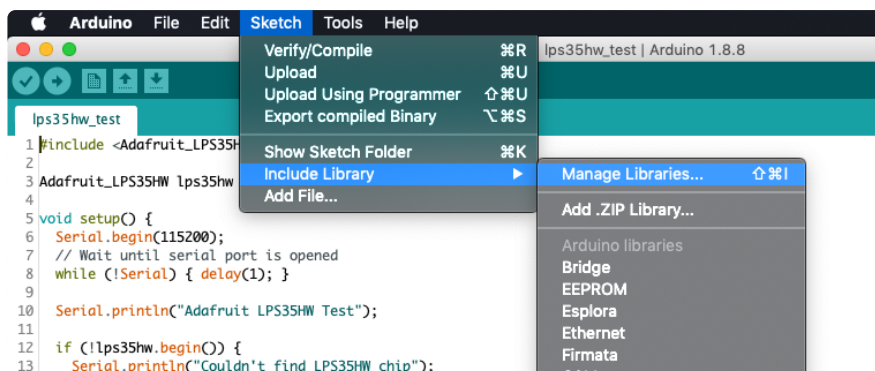 Arduino File Edit Sketch Tools Help
lps35hw_test | Arduino 1.8.8
Verify/Compile ⌘R
Upload ⌘U
Upload Using Programmer ⇧⌘U
Export compiled Binary ⌥⌘S
Show Sketch Folder ⌘K
Include Library ▶
Add File...
Manage Libraries... ⇧⌘I
Add .ZIP Library...
Arduino libraries
Bridge
EEPROM
Esplora
Ethernet
Firmata
lps35hw_test
1 #include <Adafruit_LPS35H
2
3 Adafruit_LPS35HW lps35hw
4
5 void setup() {
6 Serial.begin(115200);
7 // Wait until serial port is opened
8 while (!Serial) { delay(1); }
9
10 Serial.println("Adafruit LPS35HW Test");
11
12 if (!lps35hw.begin()) {
13 Serial.println("Couldn't find LPS35HW chip");